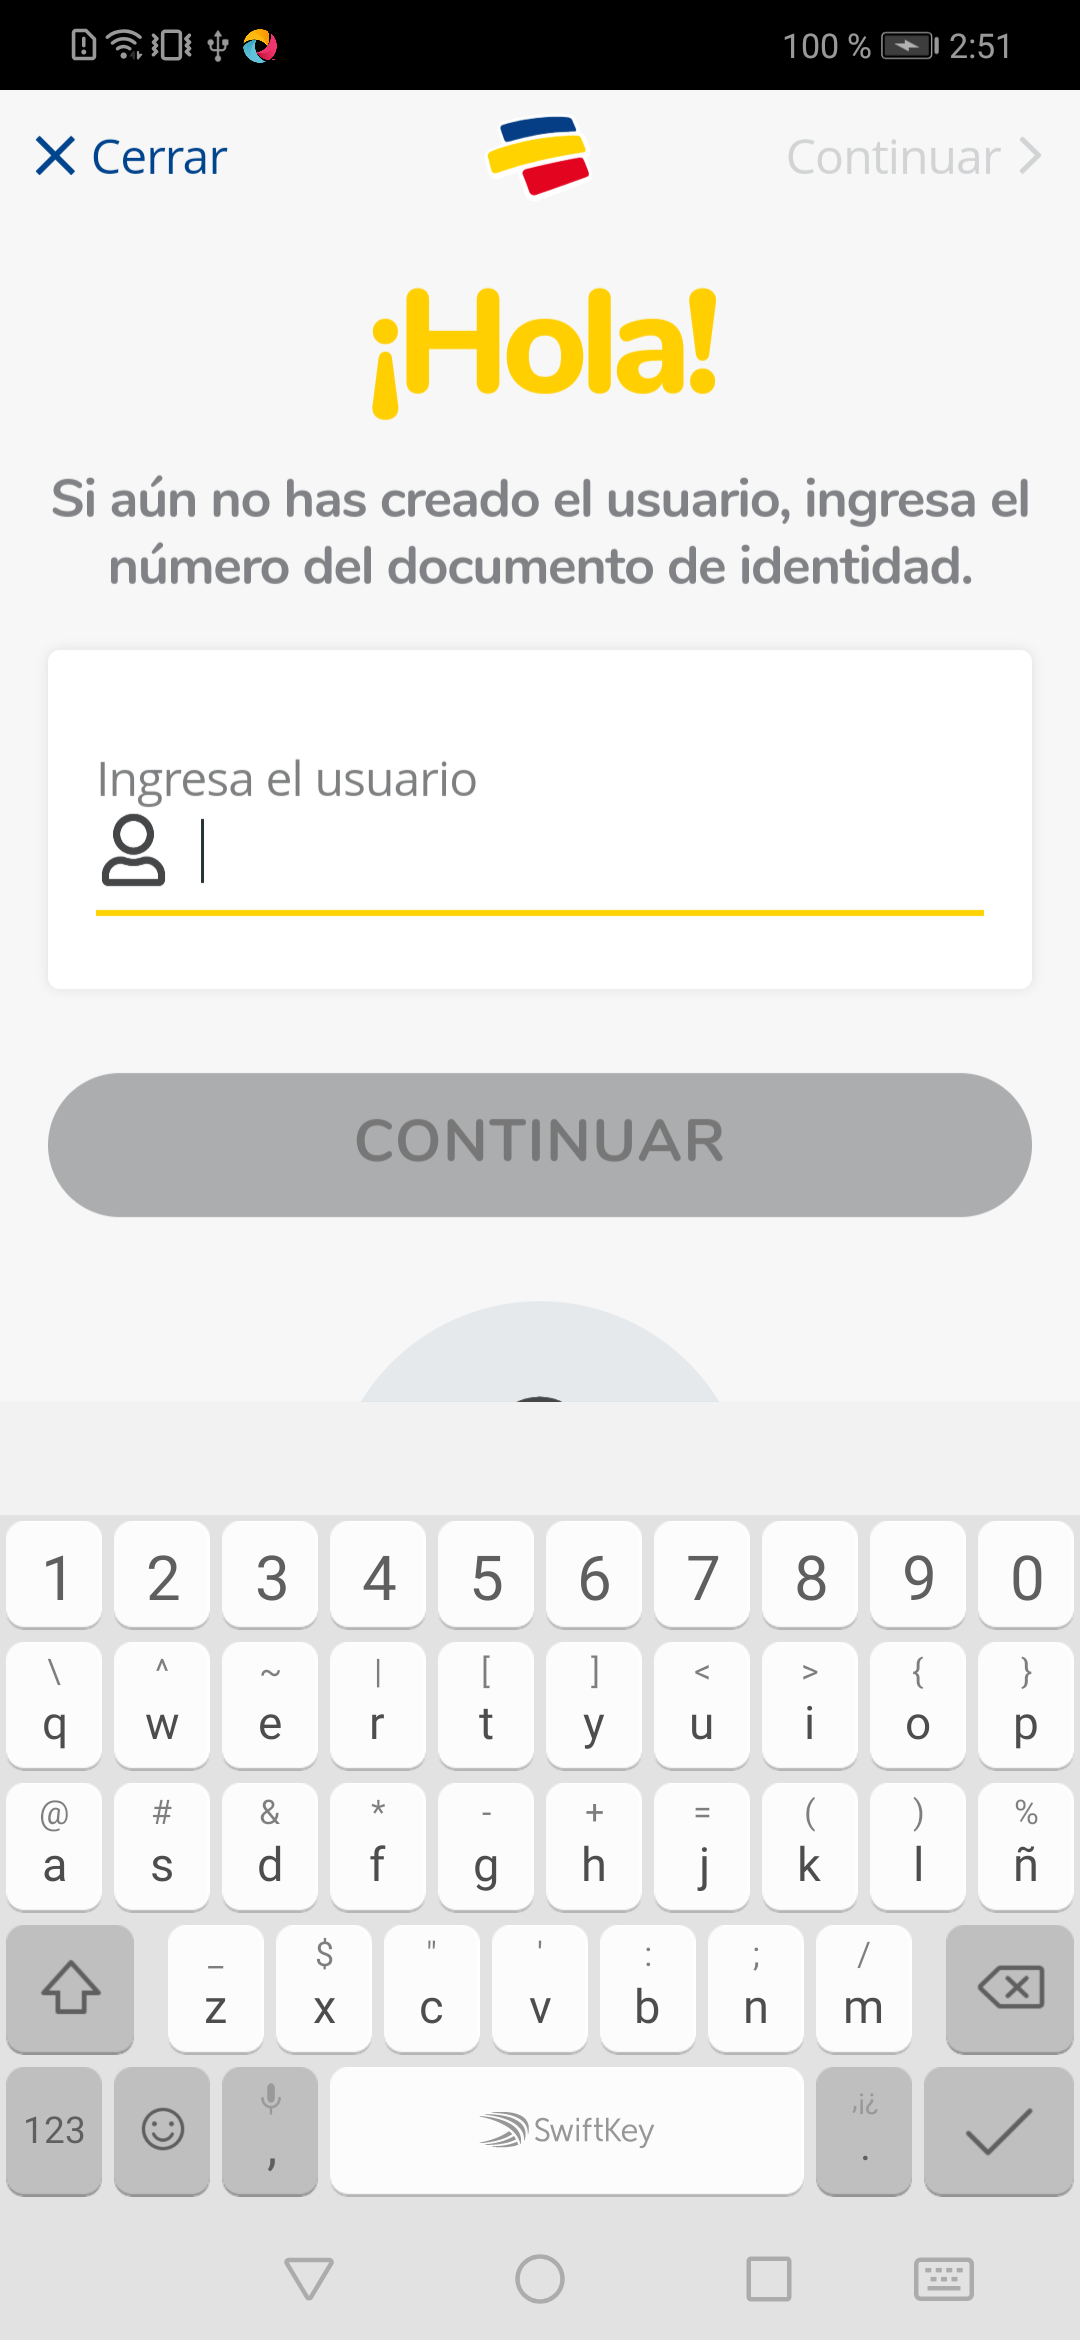 100 % 2:51
Cerrar
Continuar
¡Hola!
Si aún no has creado el usuario, ingresa el
número del documento de identidad.
Ingresa el usuario
CONTINUAR
1 2 3 4 5 6 7 8 9 0
\ ^ ~ | [ ] < > { }
q w e r t y u i o p
@ # & * - + = ( ) %
a s d f g h j k l ñ
_ $ " ' : ; /
z x c v b n m
123 , SwiftKey ,¡¿ .